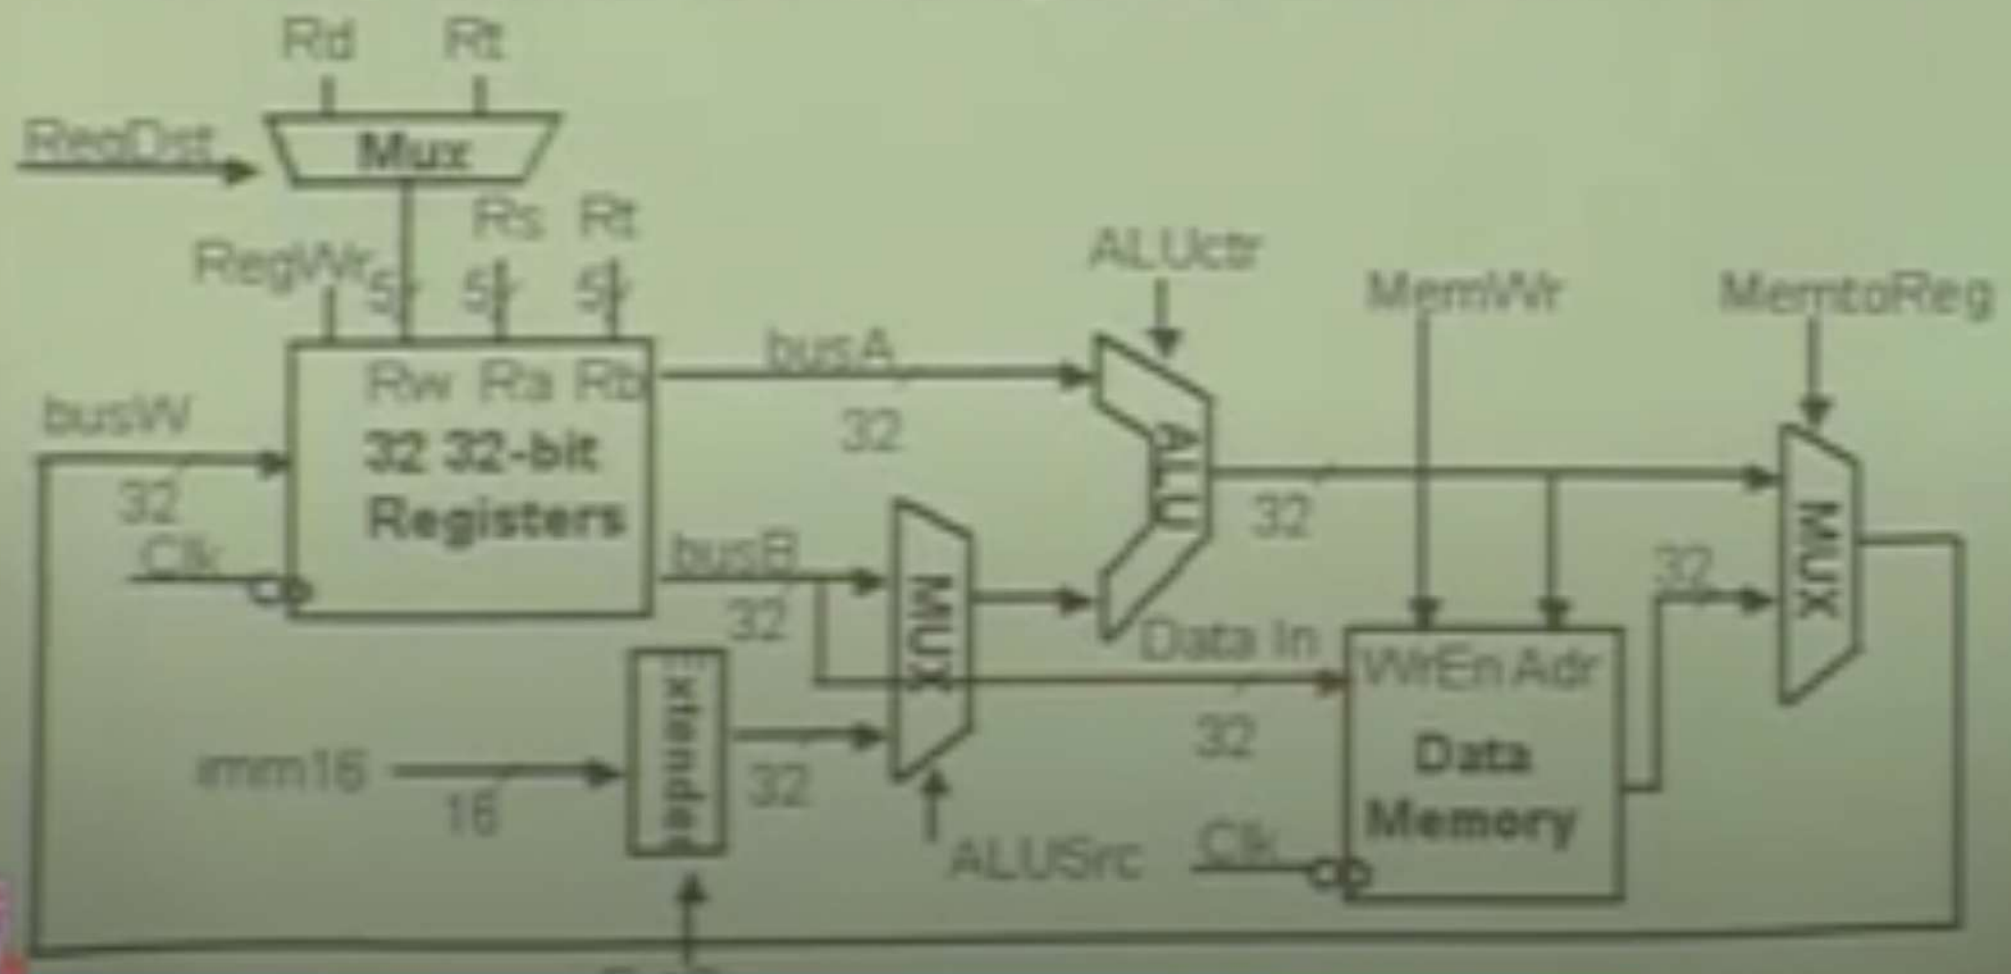 Rd Rt
RegDst
Mux
Rs Rt
RegWr 5 5 5
ALUctr
MemWr
MemtoReg
busA
32
Rw Ra Rb
32 32-bit
Registers
busW
32
Clk
busB
32
MUX
ALU
32
MUX
32
Data In
32
WrEn Adr
Data
Memory
Clk
imm16
16
Extender
32
ALUSrc